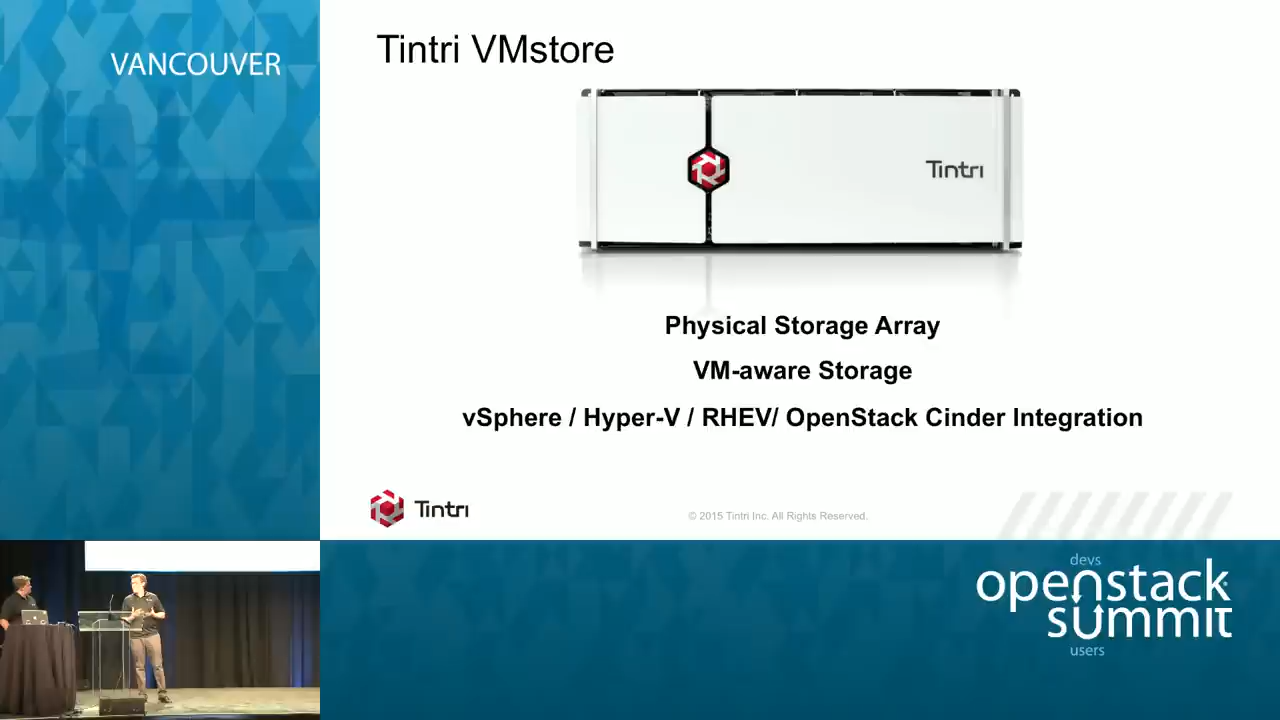 VANCOUVER
Tintri VMstore
Tintri
Physical Storage Array
VM-aware Storage
vSphere / Hyper-V / RHEV/ OpenStack Cinder Integration
Tintri
© 2015 Tintri Inc. All Rights Reserved.
devs
openstack
summit
users